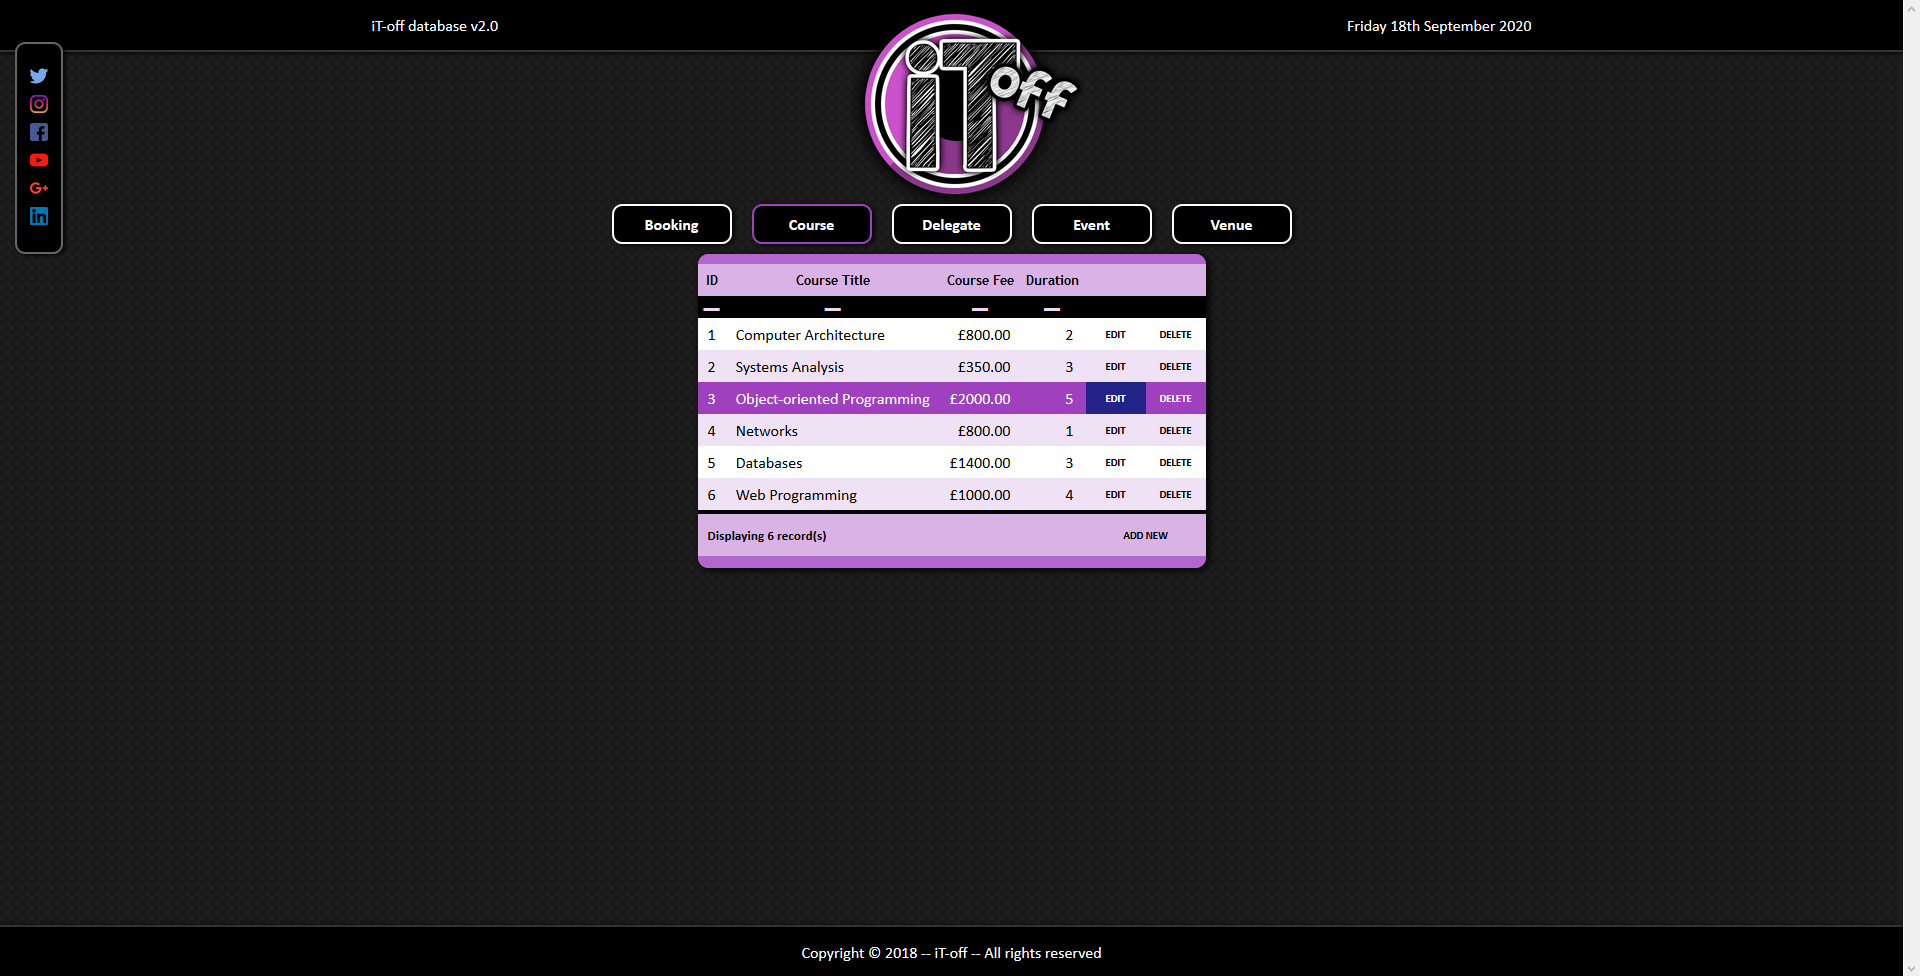 iT-off database v2.0
Friday 18th September 2020
iT off
Booking Course Delegate Event Venue
ID Course Title Course Fee Duration
1 Computer Architecture £800.00 2 EDIT DELETE
2 Systems Analysis £350.00 3 EDIT DELETE
3 Object-oriented Programming £2000.00 5 EDIT DELETE
4 Networks £800.00 1 EDIT DELETE
5 Databases £1400.00 3 EDIT DELETE
6 Web Programming £1000.00 4 EDIT DELETE
Displaying 6 record(s) ADD NEW
Copyright © 2018 -- iT-off -- All rights reserved